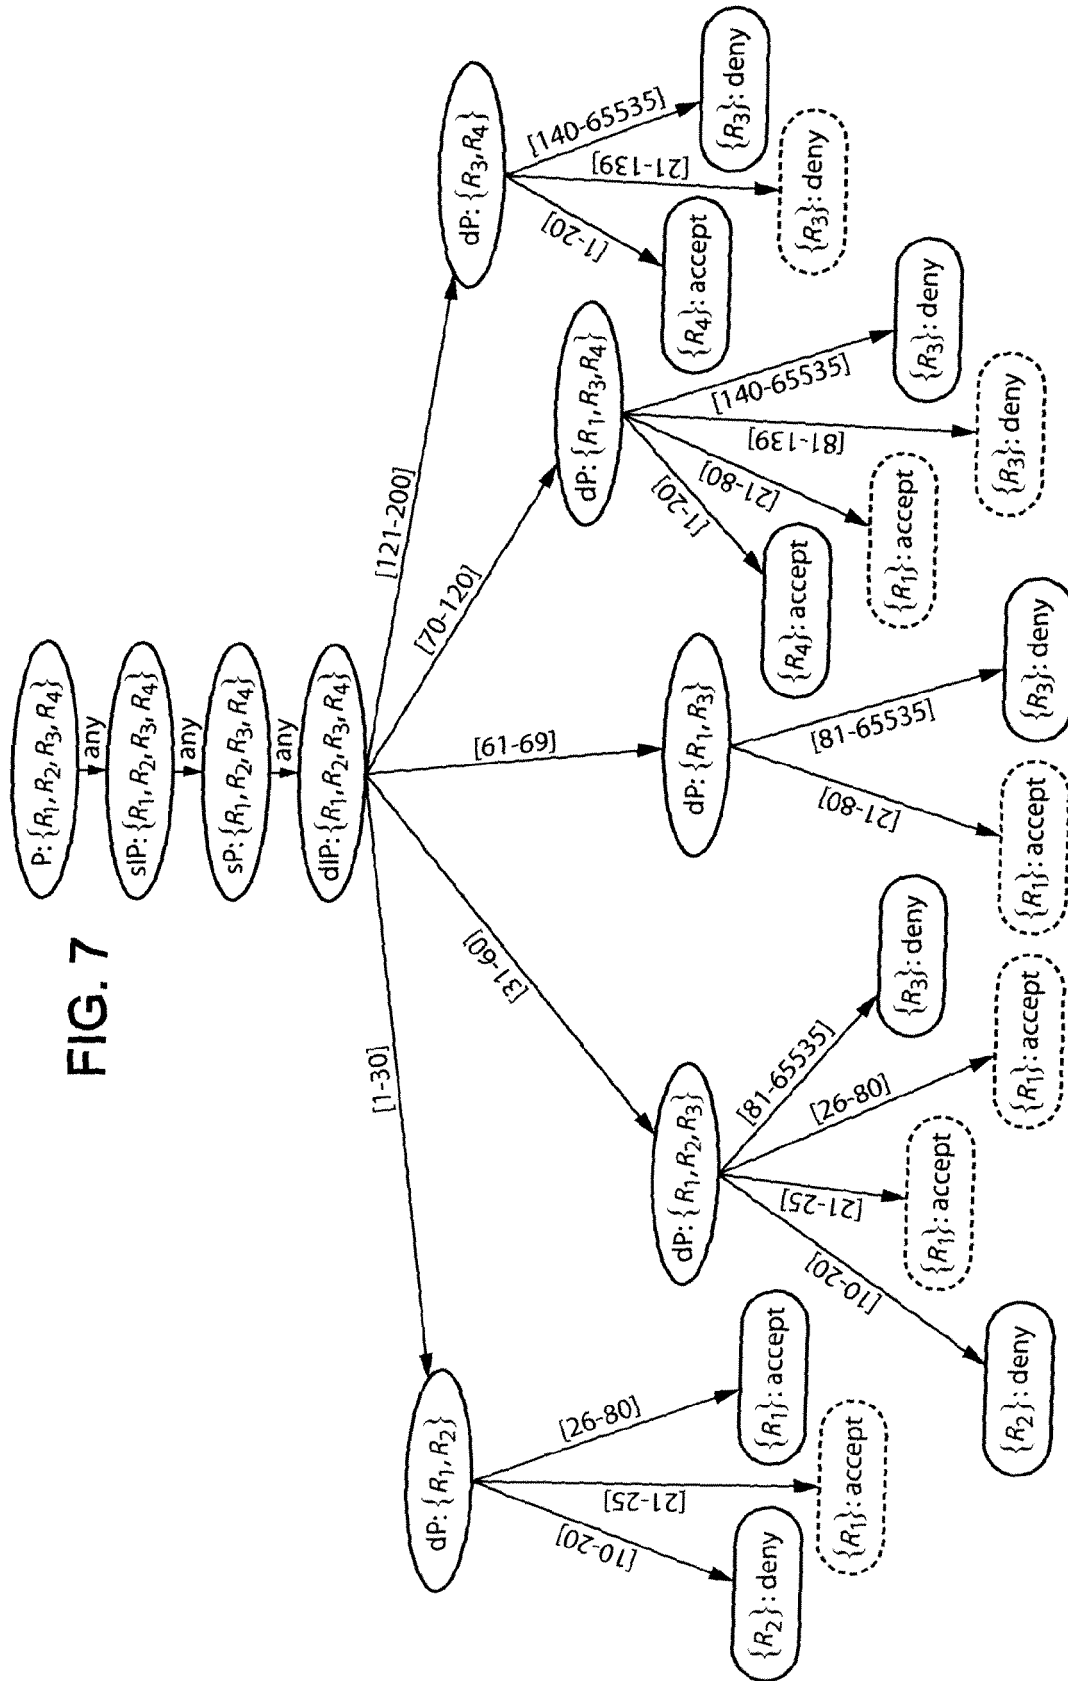 FIG. 7
P: {R1, R2, R3, R4}
any
sIP: {R1, R2, R3, R4}
any
sP: {R1, R2, R3, R4}
any
dIP: {R1, R2, R3, R4}
[1-30]
[31-60]
[61-69]
[70-120]
[121-200]
dP: {R1, R2}
[10-20]
[21-25]
[26-80]
{R2}: deny
{R1}: accept
{R1}: accept
dP: {R1, R2, R3}
[10-20]
[21-25]
[26-80]
[81-65535]
{R2}: deny
{R1}: accept
{R1}: accept
{R3}: deny
dP: {R1, R3}
[21-80]
[81-65535]
{R1}: accept
{R3}: deny
dP: {R1, R3, R4}
[1-20]
[21-80]
[81-139]
[140-65535]
{R4}: accept
{R1}: accept
{R3}: deny
{R3}: deny
dP: {R3, R4}
[1-20]
[21-139]
[140-65535]
{R4}: accept
{R3}: deny
{R3}: deny